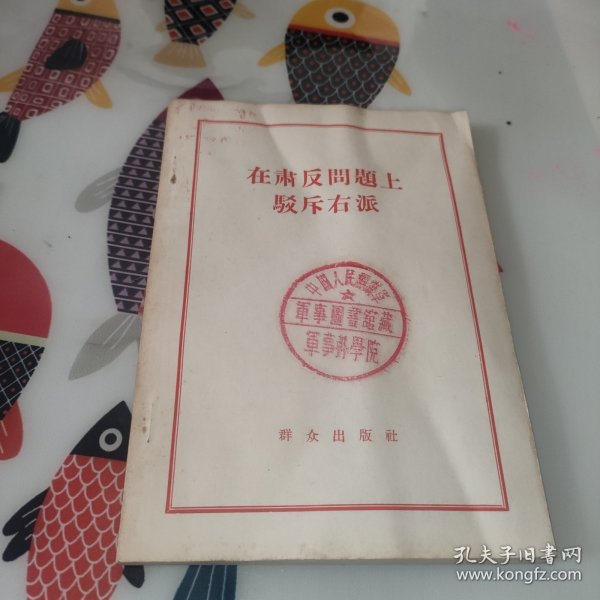 在肅反問題上
駁斥右派
中國人民解放軍
軍事圖書館藏
軍事科學院
群众出版社
孔夫子旧书网
www.kongfz.com